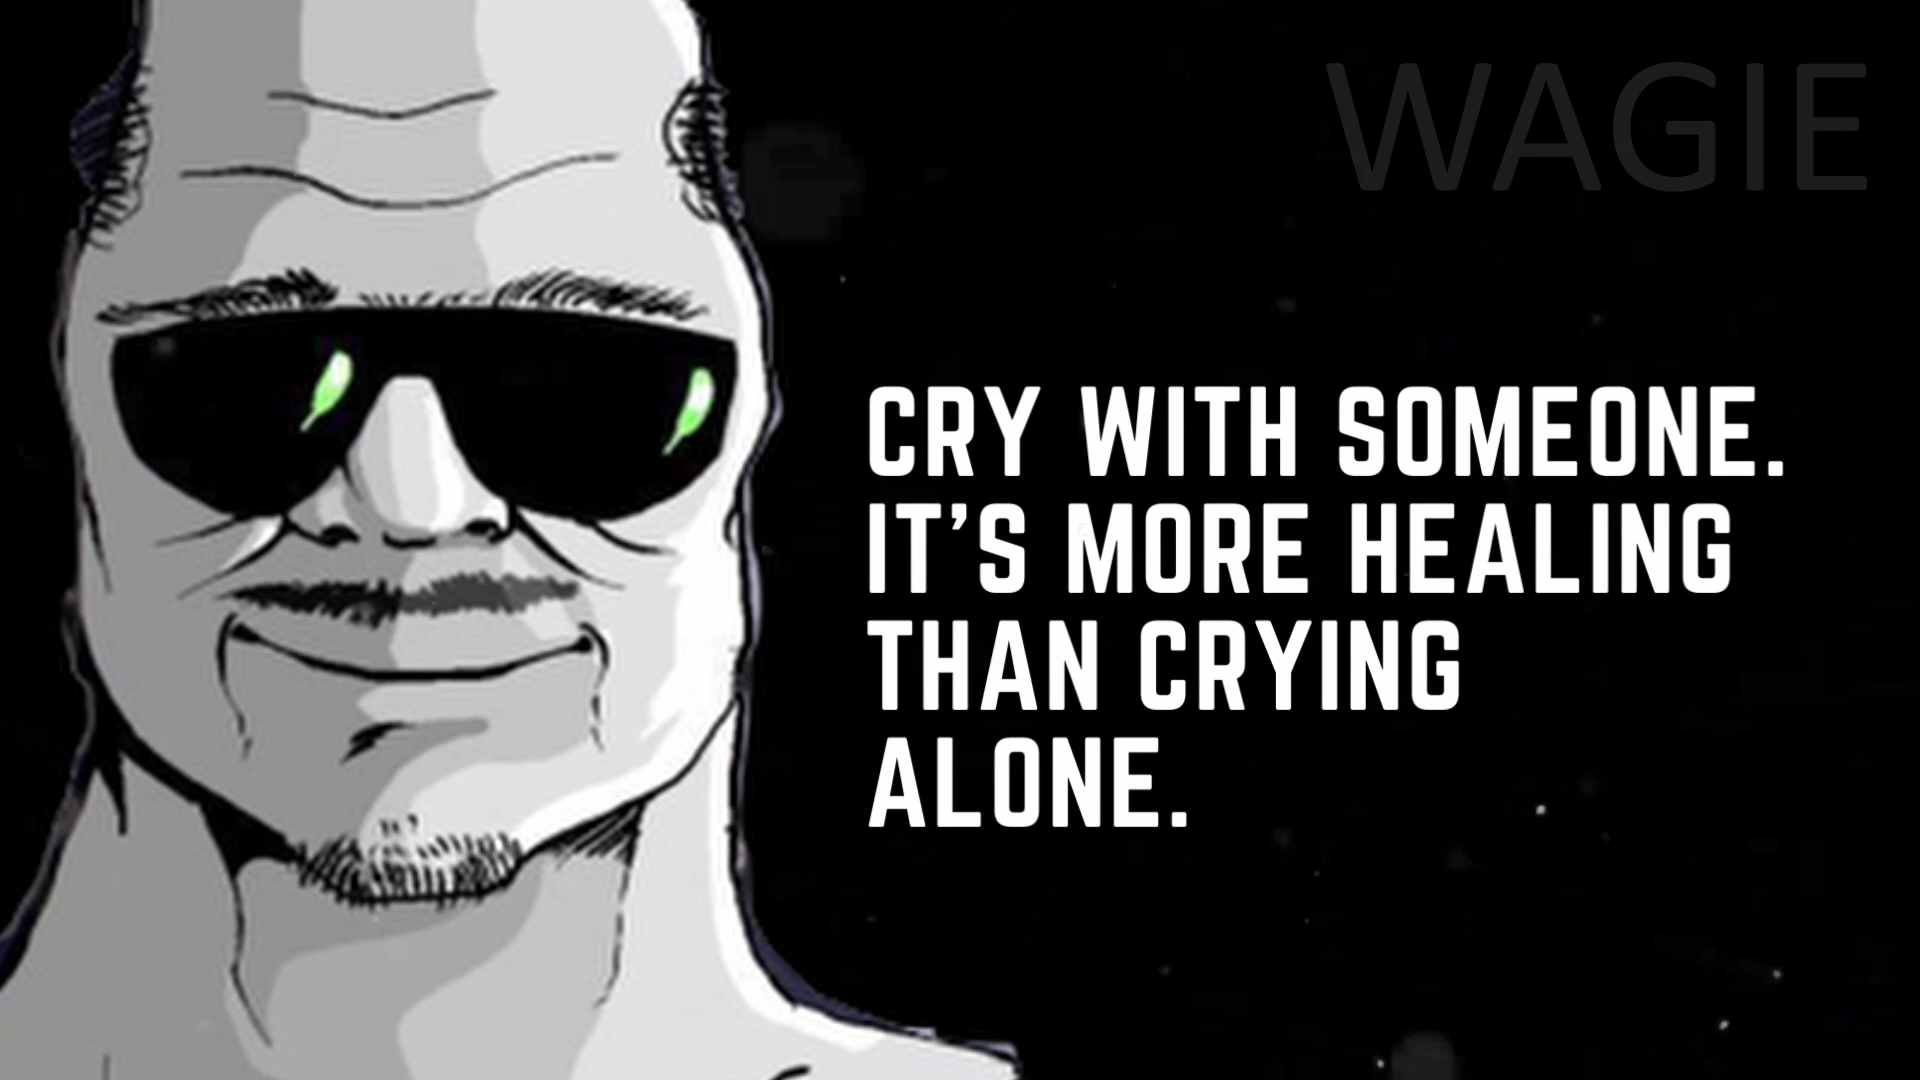 WAGIE
CRY WITH SOMEONE.
IT'S MORE HEALING
THAN CRYING
ALONE.